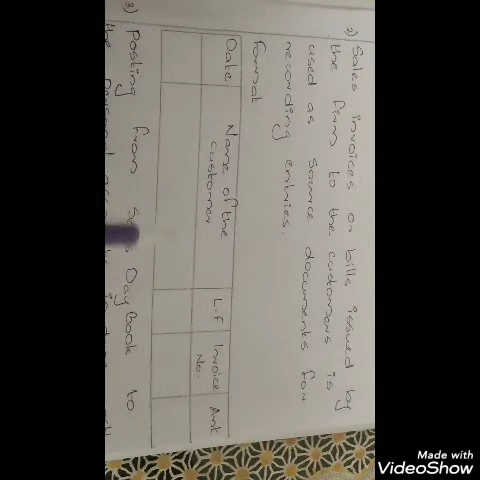 2) Sales invoices or bills issued by
the firm to the customers is
used as source documents for
recording entries.
Format
Date Name of the customer L.F Invoice No. Amt
3) Posting from Day Book to
the Personal
Made with
VideoShow